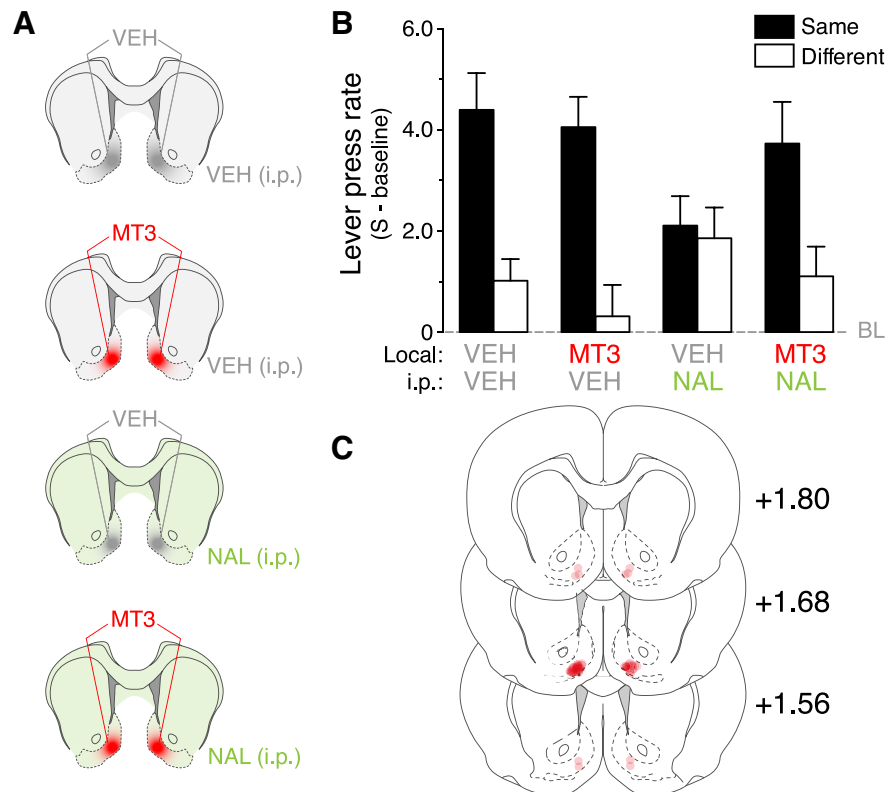 A
VEH
VEH (i.p.)
MT3
VEH (i.p.)
VEH
NAL (i.p.)
MT3
NAL (i.p.)
B
Same
Different
Lever press rate
(S - baseline)
6.0
4.0
2.0
0
BL
Local: VEH MT3 VEH MT3
i.p.: VEH VEH NAL NAL
C
+1.80
+1.68
+1.56